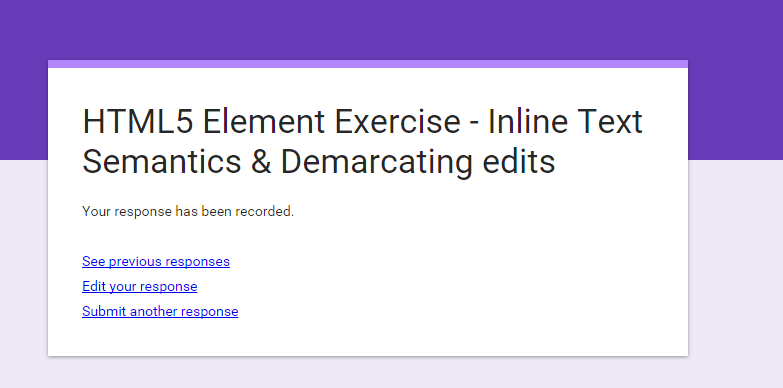 HTML5 Element Exercise - Inline Text
Semantics & Demarcating edits
Your response has been recorded.
See previous responses
Edit your response
Submit another response